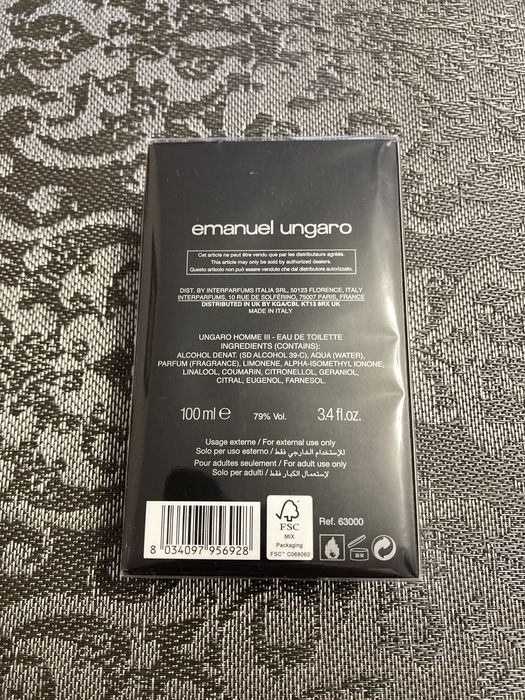 emanuel ungaro
Cet article ne peut être vendu que par les distributeurs agréés.
This article may only be sold by authorized dealers.
Questo articolo non può essere venduto che dai distributori autorizzato.
DIST. BY INTERPARFUMS ITALIA SRL, 50123 FLORENCE, ITALY
INTERPARFUMS, 10 RUE DE SOLFÉRINO, 75007 PARIS, FRANCE
DISTRIBUTED IN UK BY KGA/CBL KT13 8RX UK
MADE IN ITALY
UNGARO HOMME III - EAU DE TOILETTE
INGREDIENTS (CONTAINS):
ALCOHOL DENAT. (SD ALCOHOL 39-C), AQUA (WATER),
PARFUM (FRAGRANCE), LIMONENE, ALPHA-ISOMETHYL IONONE,
LINALOOL, COUMARIN, CITRONELLOL, GERANIOL,
CITRAL, EUGENOL, FARNESOL.
100 ml e 79% Vol. 3.4 fl.oz.
Usage externe / For external use only
Solo per uso esterno / للإستخدام الخارجي فقط
Pour adultes seulement / For adult use only
Solo per adulti / لاستعمال الكبار فقط
Ref. 63000
FSC
MIX
Packaging
FSC™ C068063
8 034097 956928